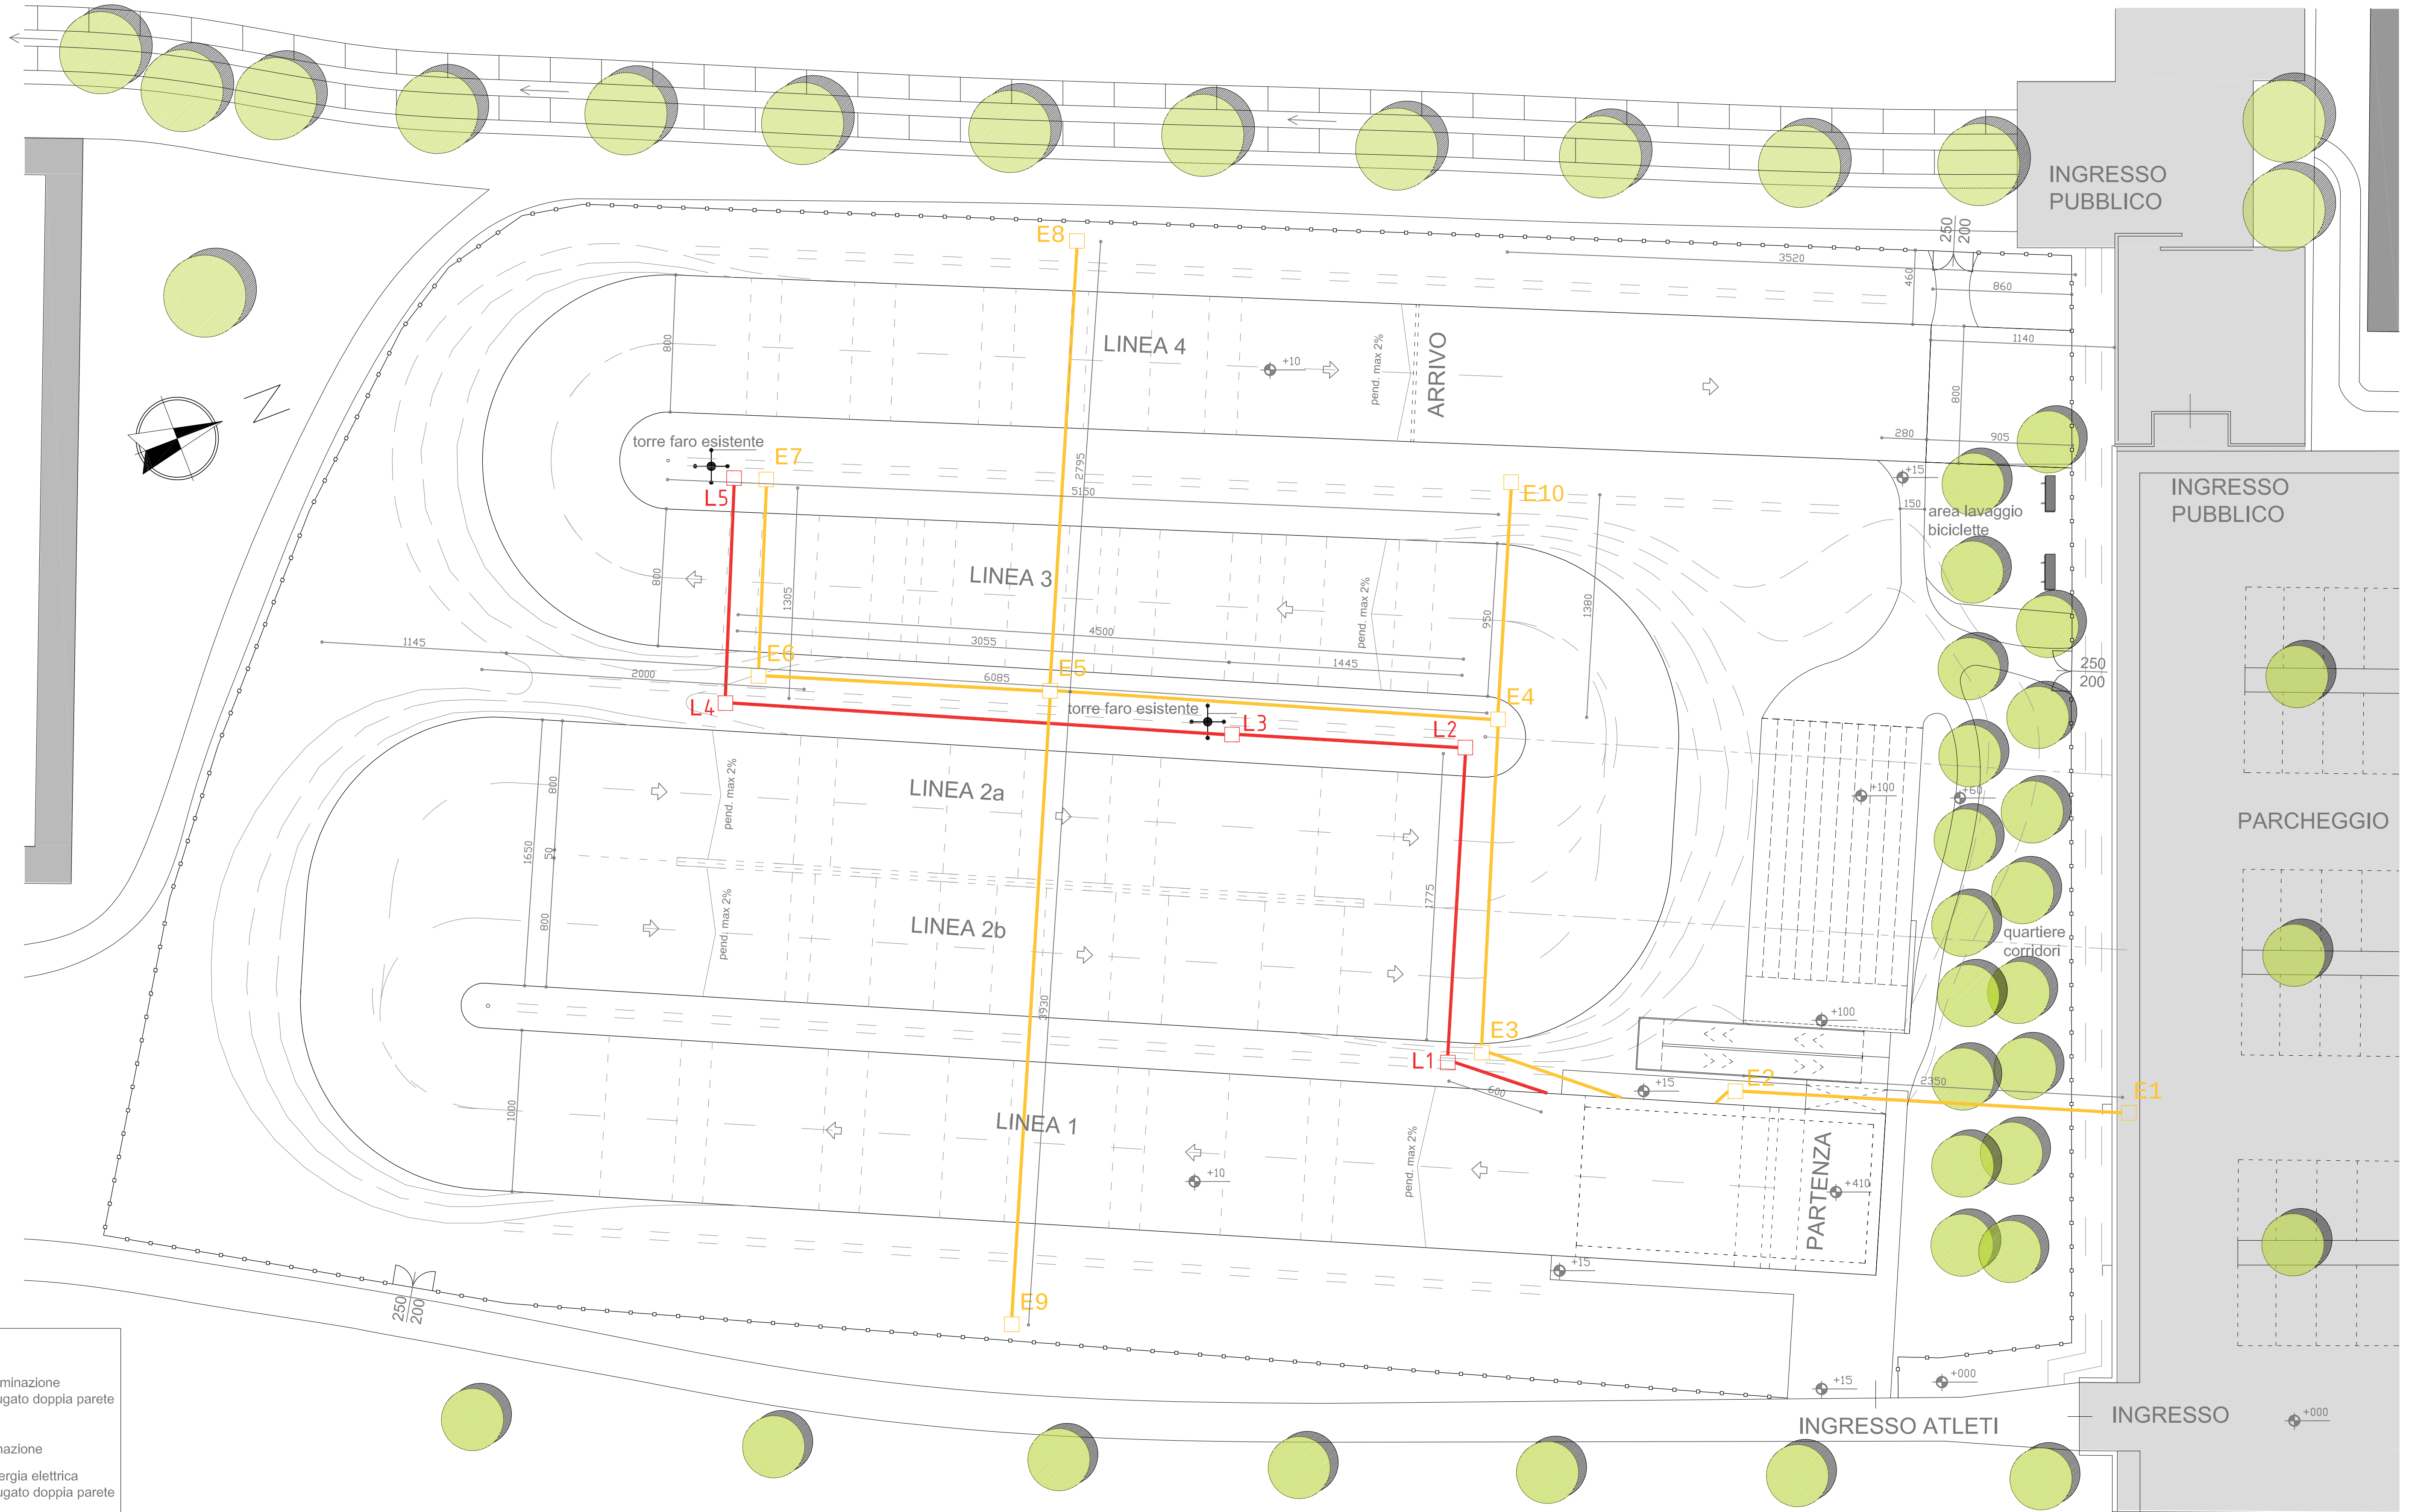 INGRESSO
PUBBLICO
250
200
E8
3520
460
860
LINEA 4
+10
pend. max 2%
ARRIVO
1140
800
800
N
torre faro esistente
E7
2795
5150
L5
E10
280
905
+15
150
area lavaggio
biciclette
INGRESSO
PUBBLICO
LINEA 3
800
1305
pend. max 2%
950
1380
4500
3055
1445
1145
E6
2000
6085
E5
E4
250
200
L4
torre faro esistente
L3
L2
LINEA 2a
800
pend. max 2%
+100
+60
PARCHEGGIO
1650
50
1775
LINEA 2b
800
pend. max 2%
quartiere
corridori
3930
+100
E3
L1
600
+15
E2
2350
E1
1000
LINEA 1
+10
pend. max 2%
PARTENZA
+410
+15
E9
250
200
+15
+000
INGRESSO ATLETI
INGRESSO
+000
minazione
ugato doppia parete
nazione
ergia elettrica
ugato doppia parete